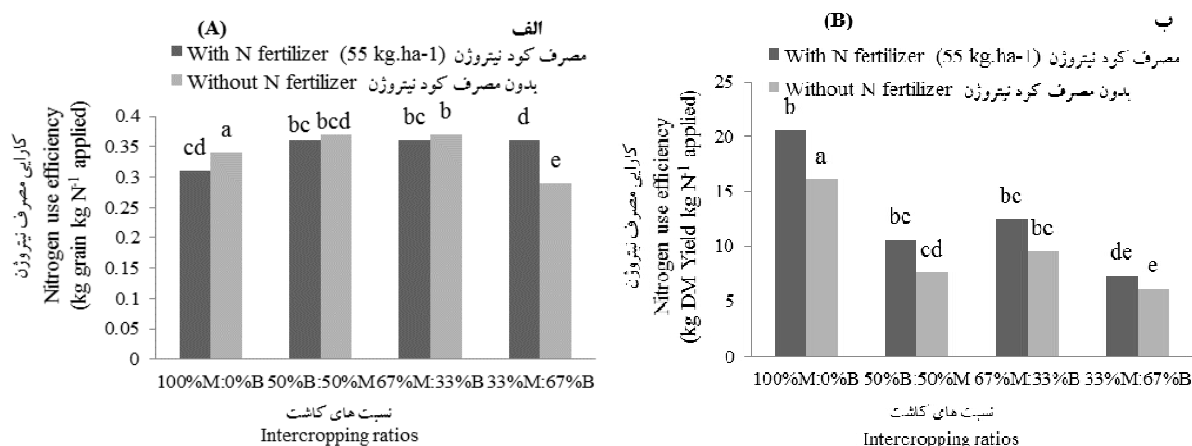 (A) الف
With N fertilizer (55 kg.ha-1) مصرف کود نیتروژن
Without N fertilizer بدون مصرف کود نیتروژن
کارایی مصرف نیتروژن
Nitrogen use efficiency
(kg grain kg N⁻¹ applied)
0.4
0.35
0.3
0.25
0.2
0.15
0.1
0.05
0
cd a bc bcd bc b d e
100%M:0%B 50%B:50%M 67%M:33%B 33%M:67%B
نسبت های کاشت
Intercropping ratios
(B) ب
With N fertilizer (55 kg.ha-1) مصرف کود نیتروژن
Without N fertilizer بدون مصرف کود نیتروژن
کارایی مصرف نیتروژن
Nitrogen use efficiency
(kg DM Yield kg N⁻¹ applied)
25
20
15
10
5
0
b a bc cd bc bc de e
100%M:0%B 50%B:50%M 67%M:33%B 33%M:67%B
نسبت های کاشت
Intercropping ratios